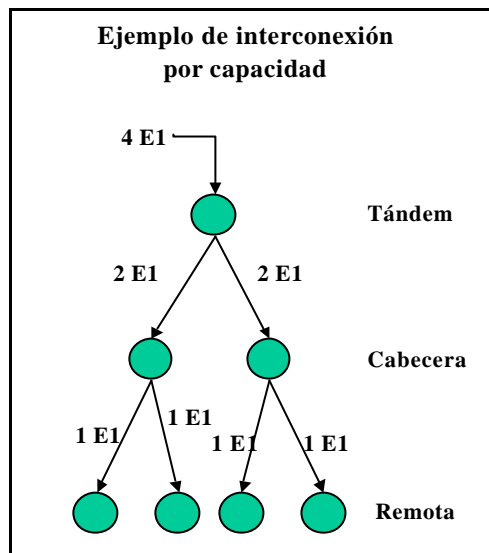 Ejemplo de interconexión
por capacidad
4 E1
Tándem
2 E1
2 E1
Cabecera
1 E1
1 E1
1 E1
1 E1
Remota